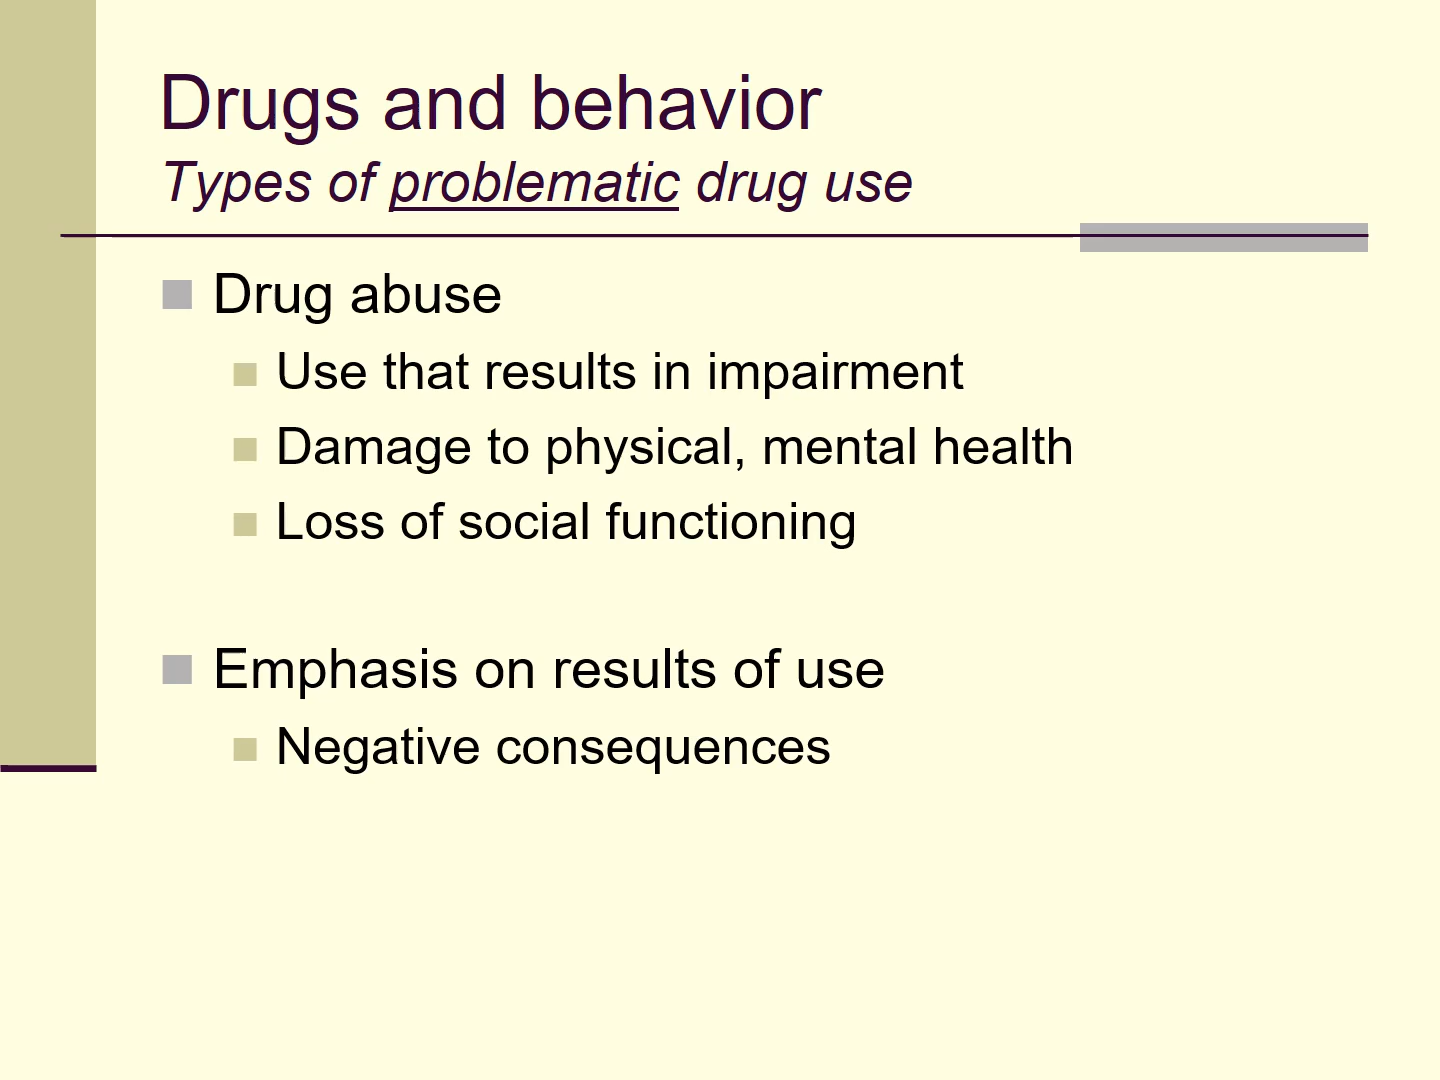 Drugs and behavior
Types of problematic drug use
Drug abuse
Use that results in impairment
Damage to physical, mental health
Loss of social functioning
Emphasis on results of use
Negative consequences